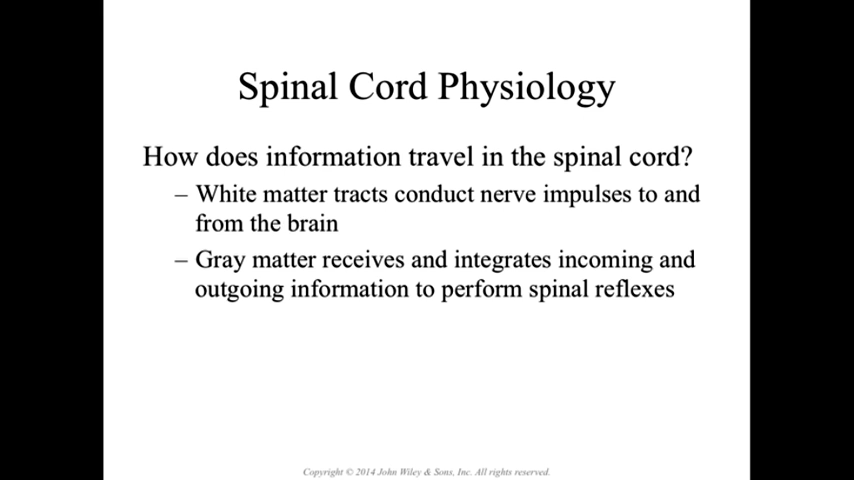 Spinal Cord Physiology
How does information travel in the spinal cord?
– White matter tracts conduct nerve impulses to and
from the brain
– Gray matter receives and integrates incoming and
outgoing information to perform spinal reflexes
Copyright © 2014 John Wiley & Sons, Inc. All rights reserved.